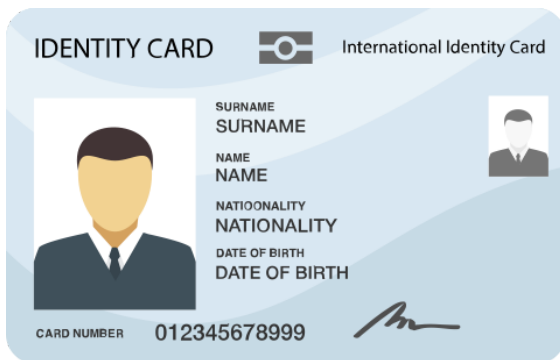 IDENTITY CARD
International Identity Card
SURNAME
SURNAME
NAME
NAME
NATIOONALITY
NATIONALITY
DATE OF BIRTH
DATE OF BIRTH
CARD NUMBER 012345678999